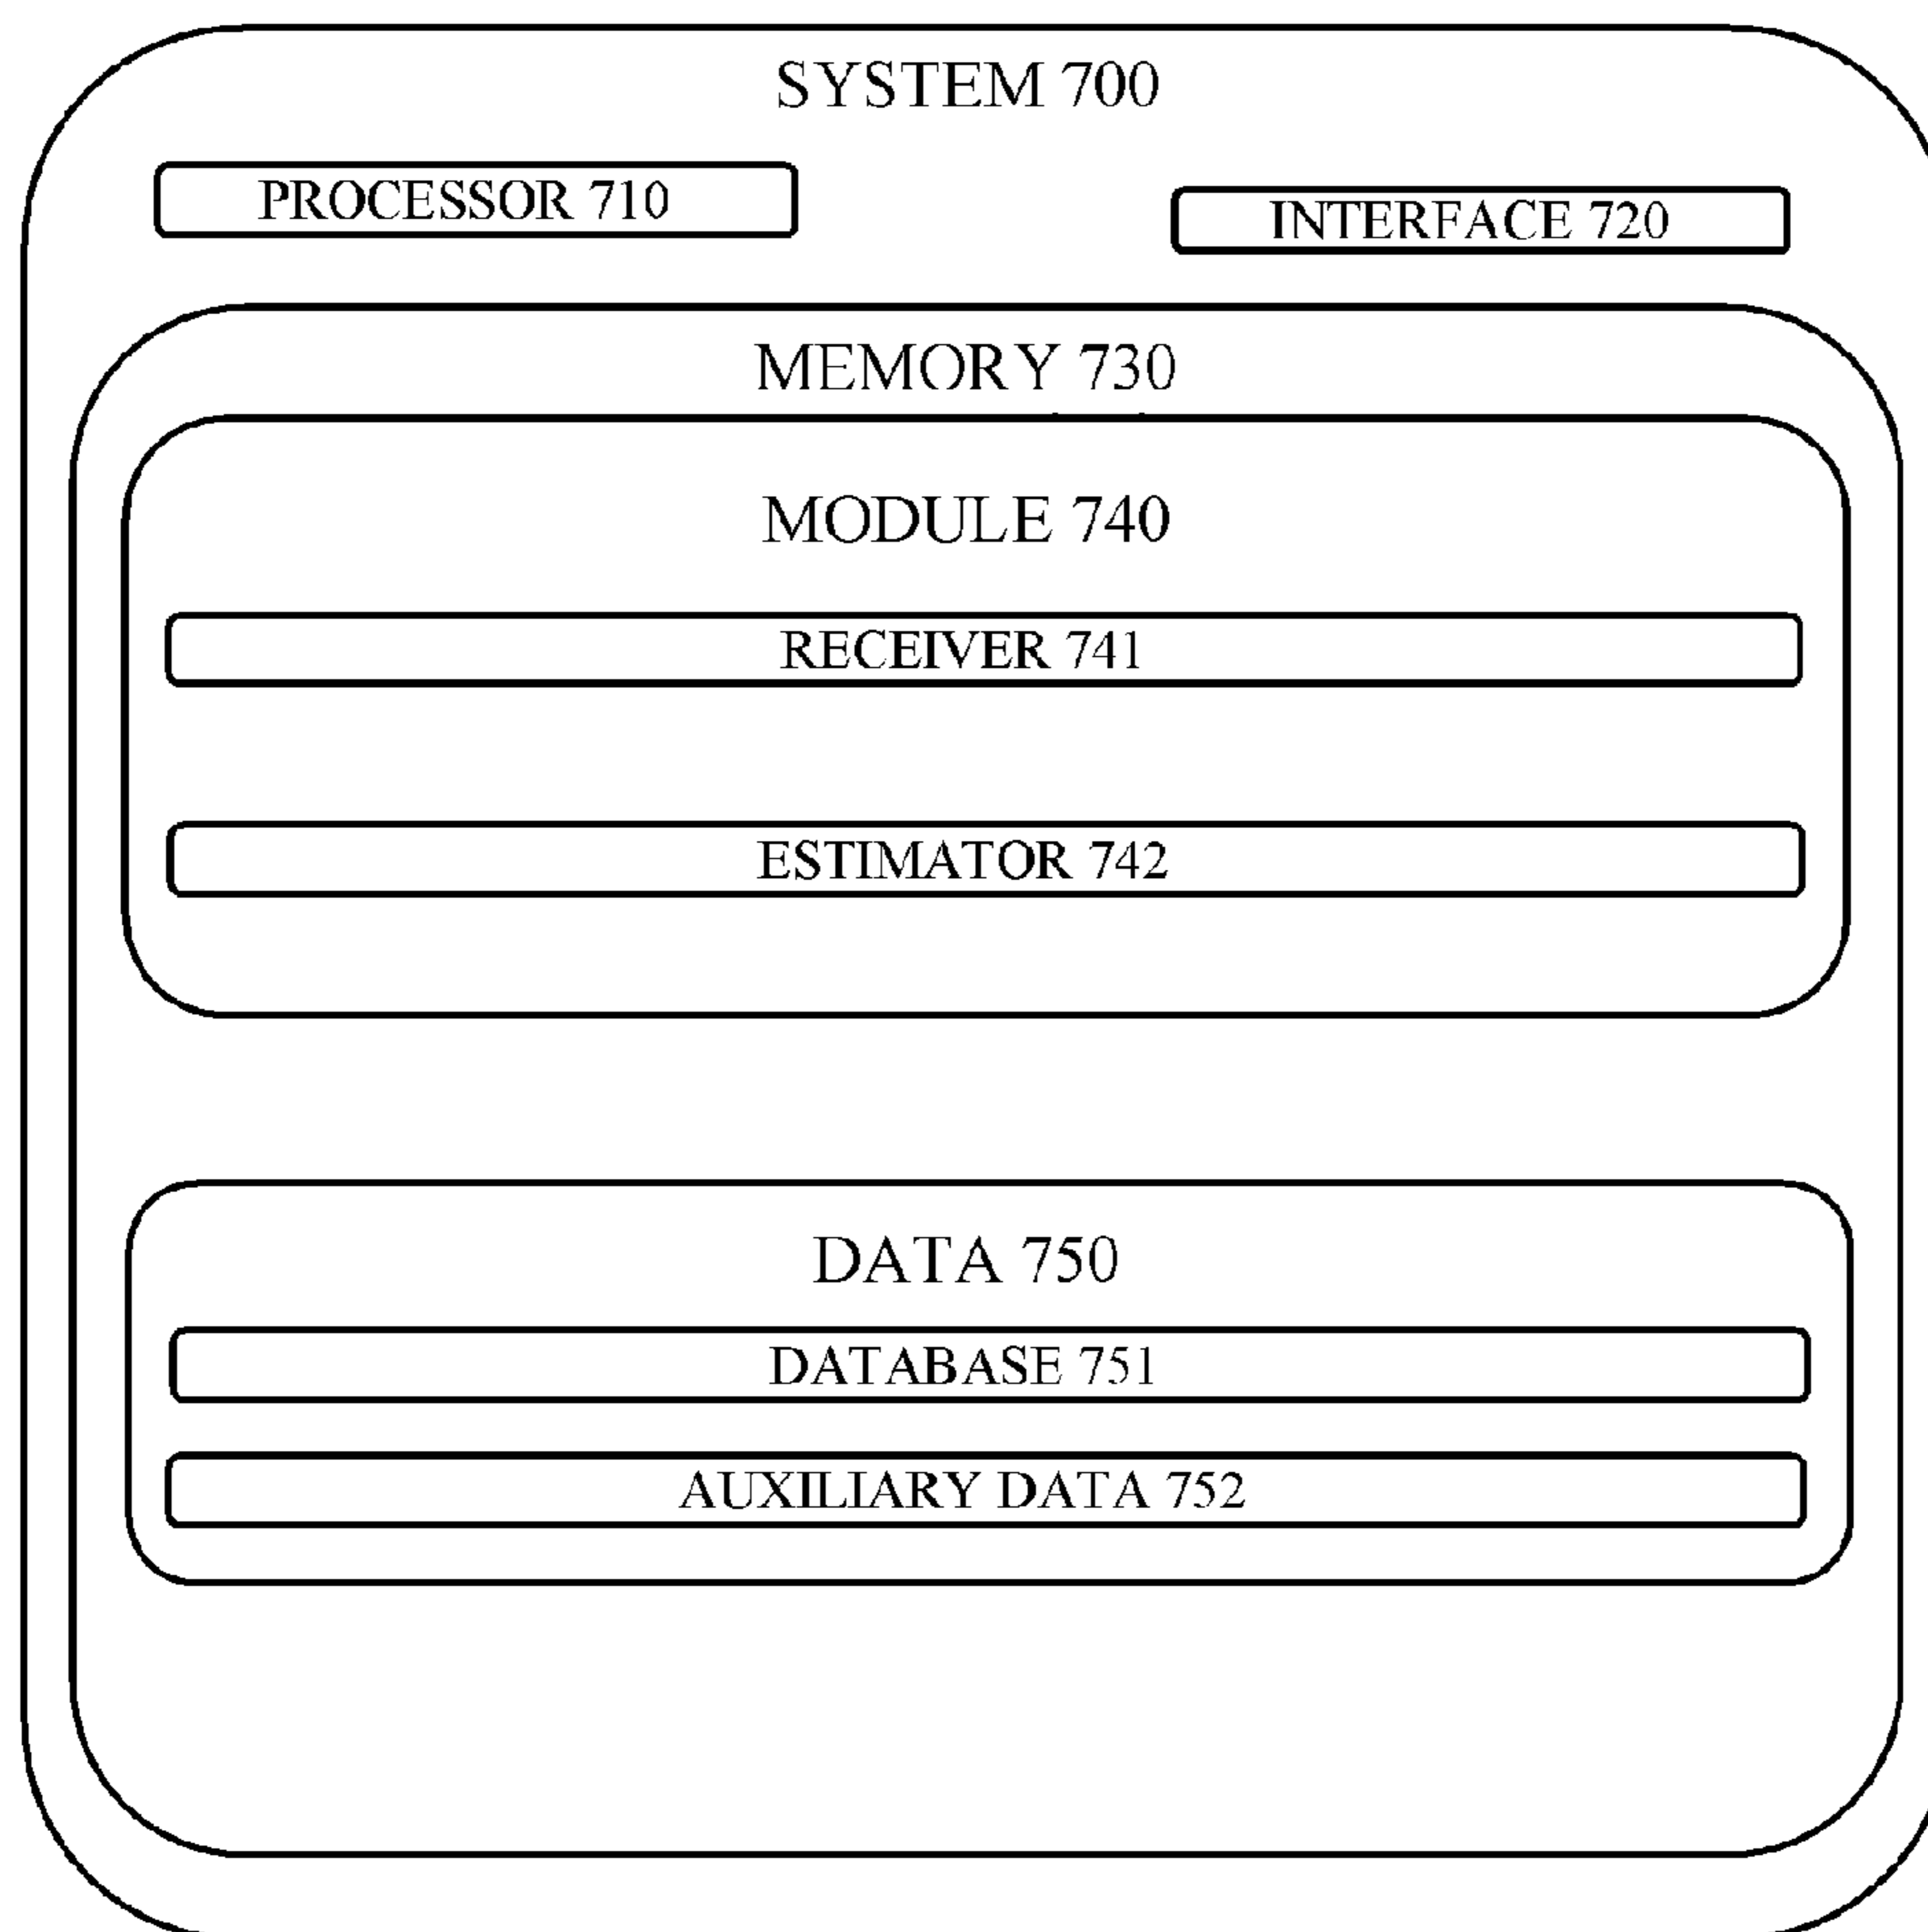 SYSTEM 700
PROCESSOR 710
INTERFACE 720
MEMORY 730
MODULE 740
RECEIVER 741
ESTIMATOR 742
DATA 750
DATABASE 751
AUXILIARY DATA 752